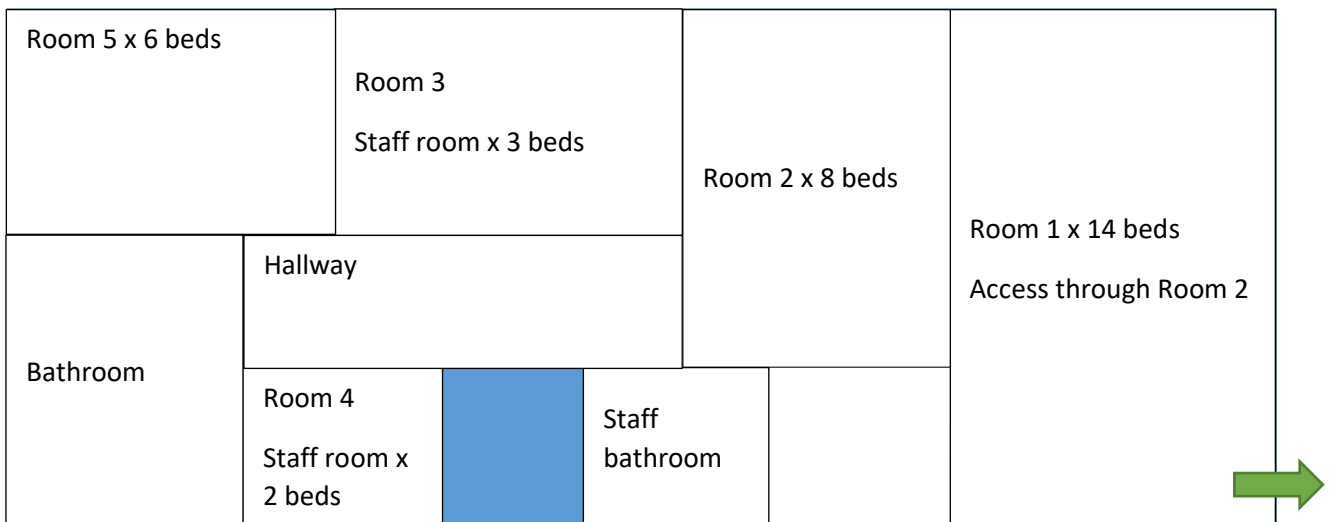 Room 5 x 6 beds
Room 3
Staff room x 3 beds
Room 2 x 8 beds
Room 1 x 14 beds
Access through Room 2
Hallway
Bathroom
Room 4
Staff room x
2 beds
Staff
bathroom